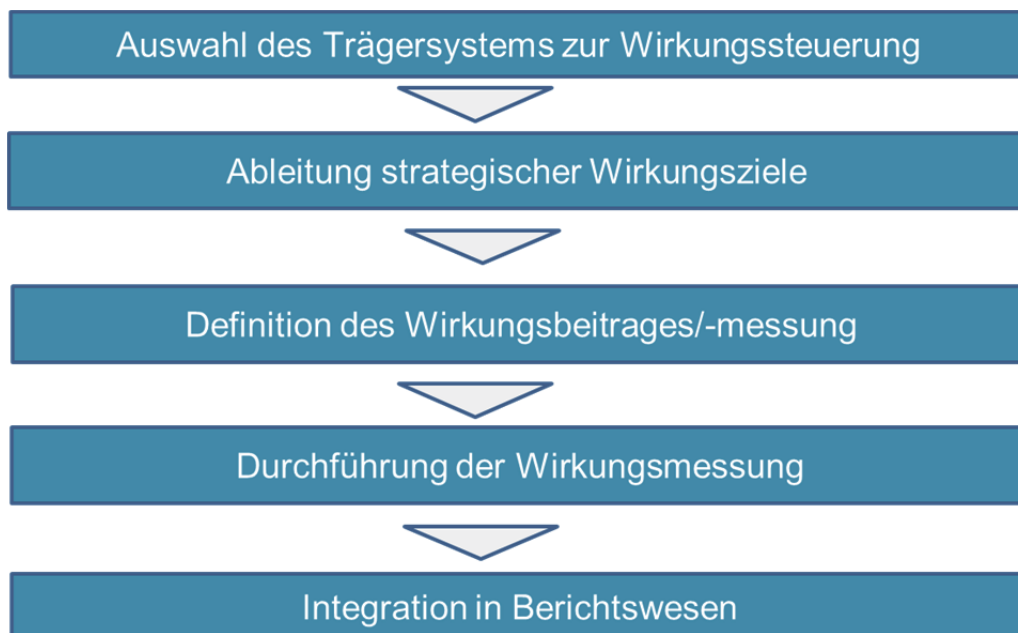 Auswahl des Trägersystems zur Wirkungssteuerung
Ableitung strategischer Wirkungsziele
Definition des Wirkungsbeitrages/-messung
Durchführung der Wirkungsmessung
Integration in Berichtswesen